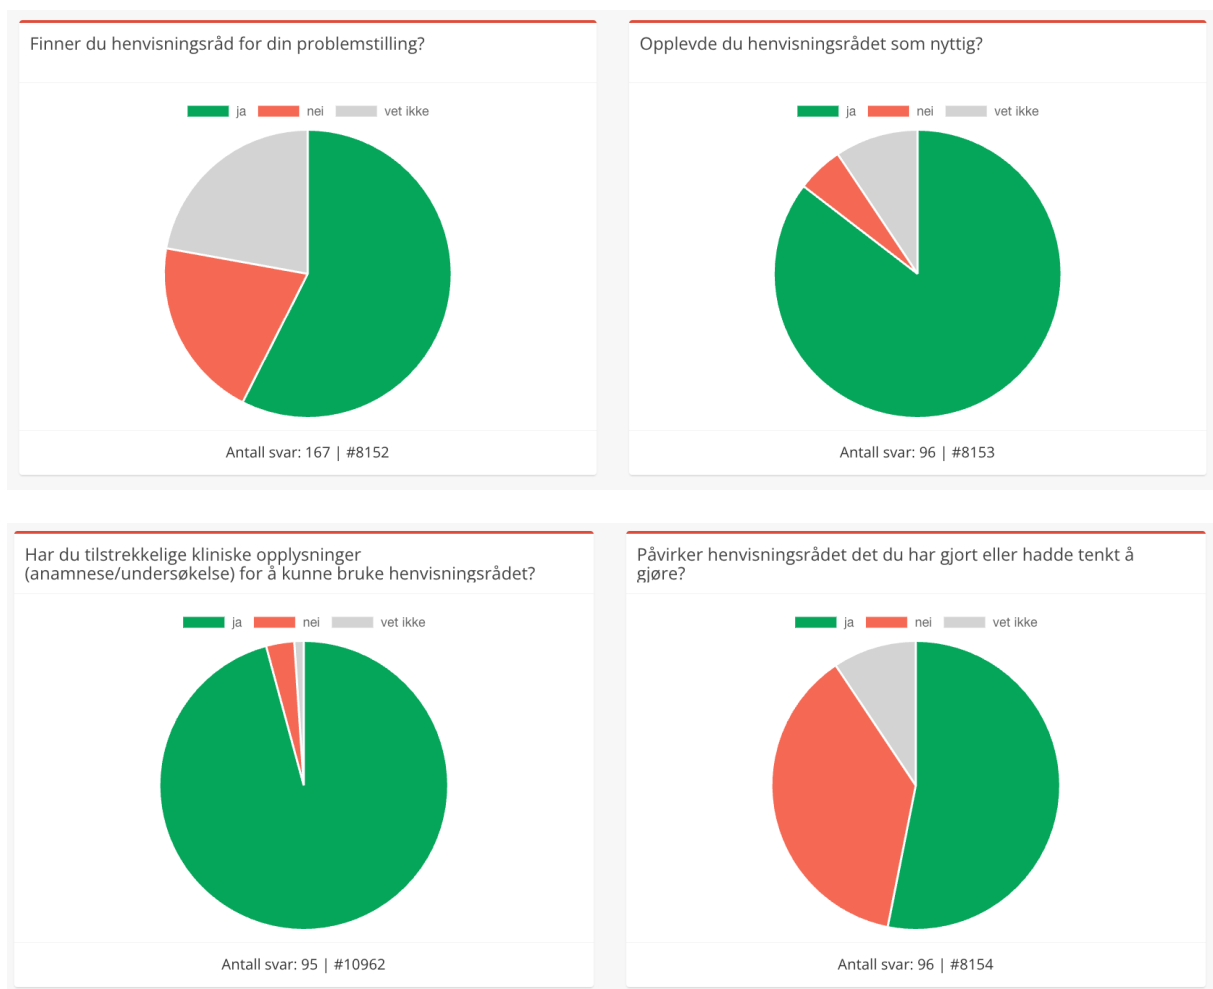 Finner du henvisningsråd for din problemstilling?
ja nei vet ikke
Antall svar: 167 | #8152
Opplevde du henvisningsrådet som nyttig?
ja nei vet ikke
Antall svar: 96 | #8153
Har du tilstrekkelige kliniske opplysninger
(anamnese/undersøkelse) for å kunne bruke henvisningsrådet?
ja nei vet ikke
Antall svar: 95 | #10962
Påvirker henvisningsrådet det du har gjort eller hadde tenkt å
gjøre?
ja nei vet ikke
Antall svar: 96 | #8154